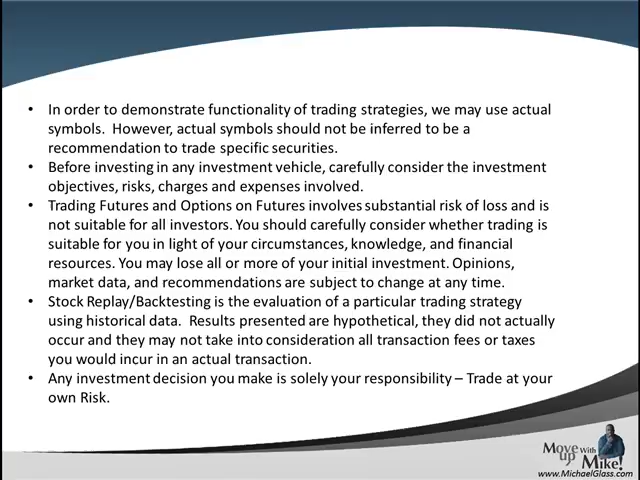 • In order to demonstrate functionality of trading strategies, we may use actual
symbols.  However, actual symbols should not be inferred to be a
recommendation to trade specific securities.
• Before investing in any investment vehicle, carefully consider the investment
objectives, risks, charges and expenses involved.
• Trading Futures and Options on Futures involves substantial risk of loss and is
not suitable for all investors. You should carefully consider whether trading is
suitable for you in light of your circumstances, knowledge, and financial
resources. You may lose all or more of your initial investment. Opinions,
market data, and recommendations are subject to change at any time.
• Stock Replay/Backtesting is the evaluation of a particular trading strategy
using historical data.  Results presented are hypothetical, they did not actually
occur and they may not take into consideration all transaction fees or taxes
you would incur in an actual transaction.
• Any investment decision you make is solely your responsibility – Trade at your
own Risk.
Move With
up Mike!
www.MichaelGlass.com